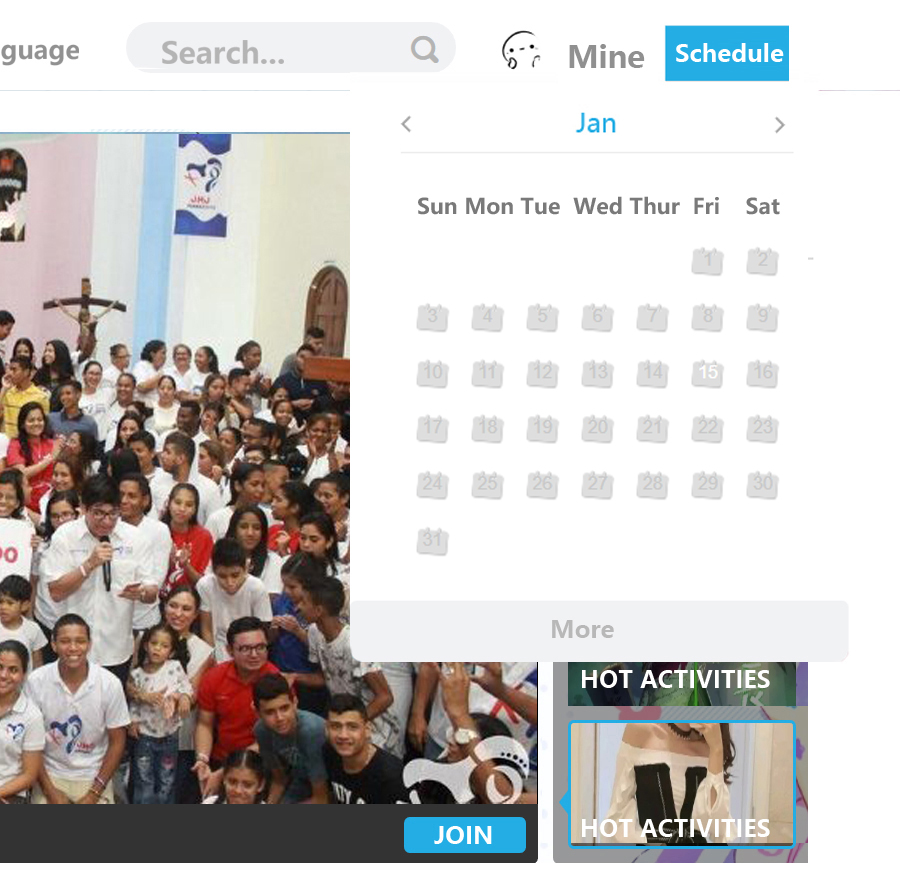 guage
Search...
Mine
Schedule
Jan
Sun Mon Tue Wed Thur Fri Sat
1 2
3 4 5 6 7 8 9
10 11 12 13 14 15 16
17 18 19 20 21 22 23
24 25 26 27 28 29 30
31
More
JMJ
HOT ACTIVITIES
HOT ACTIVITIES
JOIN